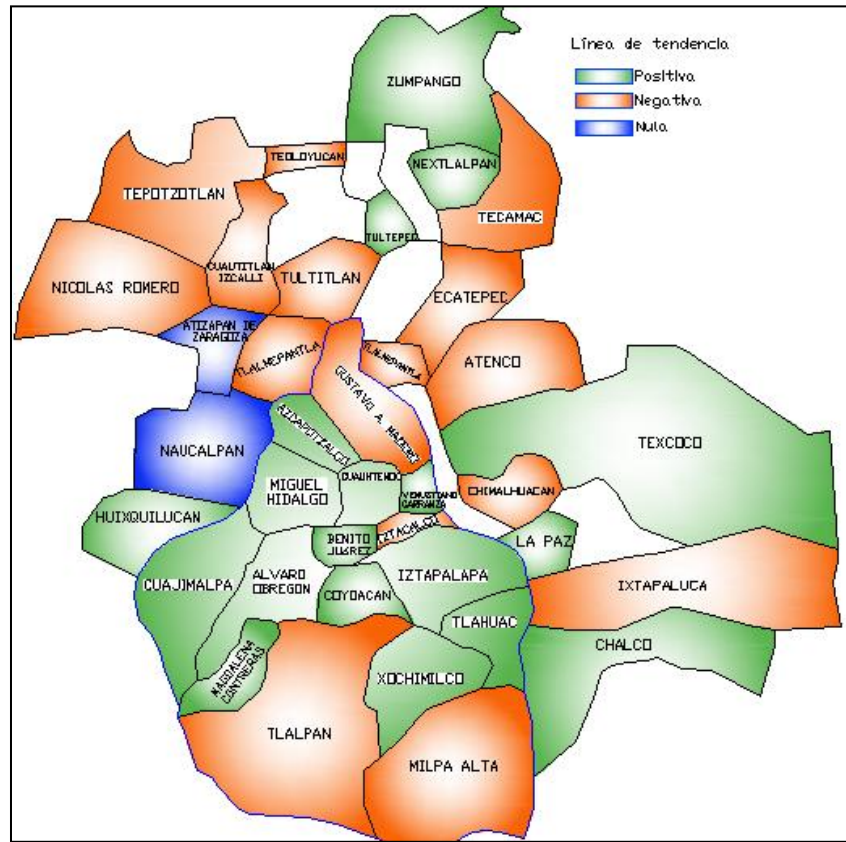 Línea de tendencia
Positiva
Negativa
Nula
ZUMPANGO
TEOLOYUCAN
NEXTLALPAN
TEPOTZOTLAN
TECAMAC
TULTEPEC
CUAUTITLAN
IZCALLI
TULTITLAN
NICOLAS ROMERO
ECATEPEC
ATIZAPAN DE
ZARAGOZA
TLALNEPANTLA
TLALNEPANTLA
ATENCO
GUSTAVO A. MADERO
AZCAPOTZALCO
TEXCOCO
NAUCALPAN
CUAUHTEMOC
MIGUEL
HIDALGO
CHIMALHUACAN
VENUSTIANO
CARRANZA
HUIXQUILUCAN
IZTACALCO
BENITO
JUAREZ
LA PAZ
CUAJIMALPA
ALVARO
OBREGON
IZTAPALAPA
IXTAPALUCA
COYOACAN
TLAHUAC
CHALCO
MAGDALENA
CONTRERAS
XOCHIMILCO
TLALPAN
MILPA ALTA